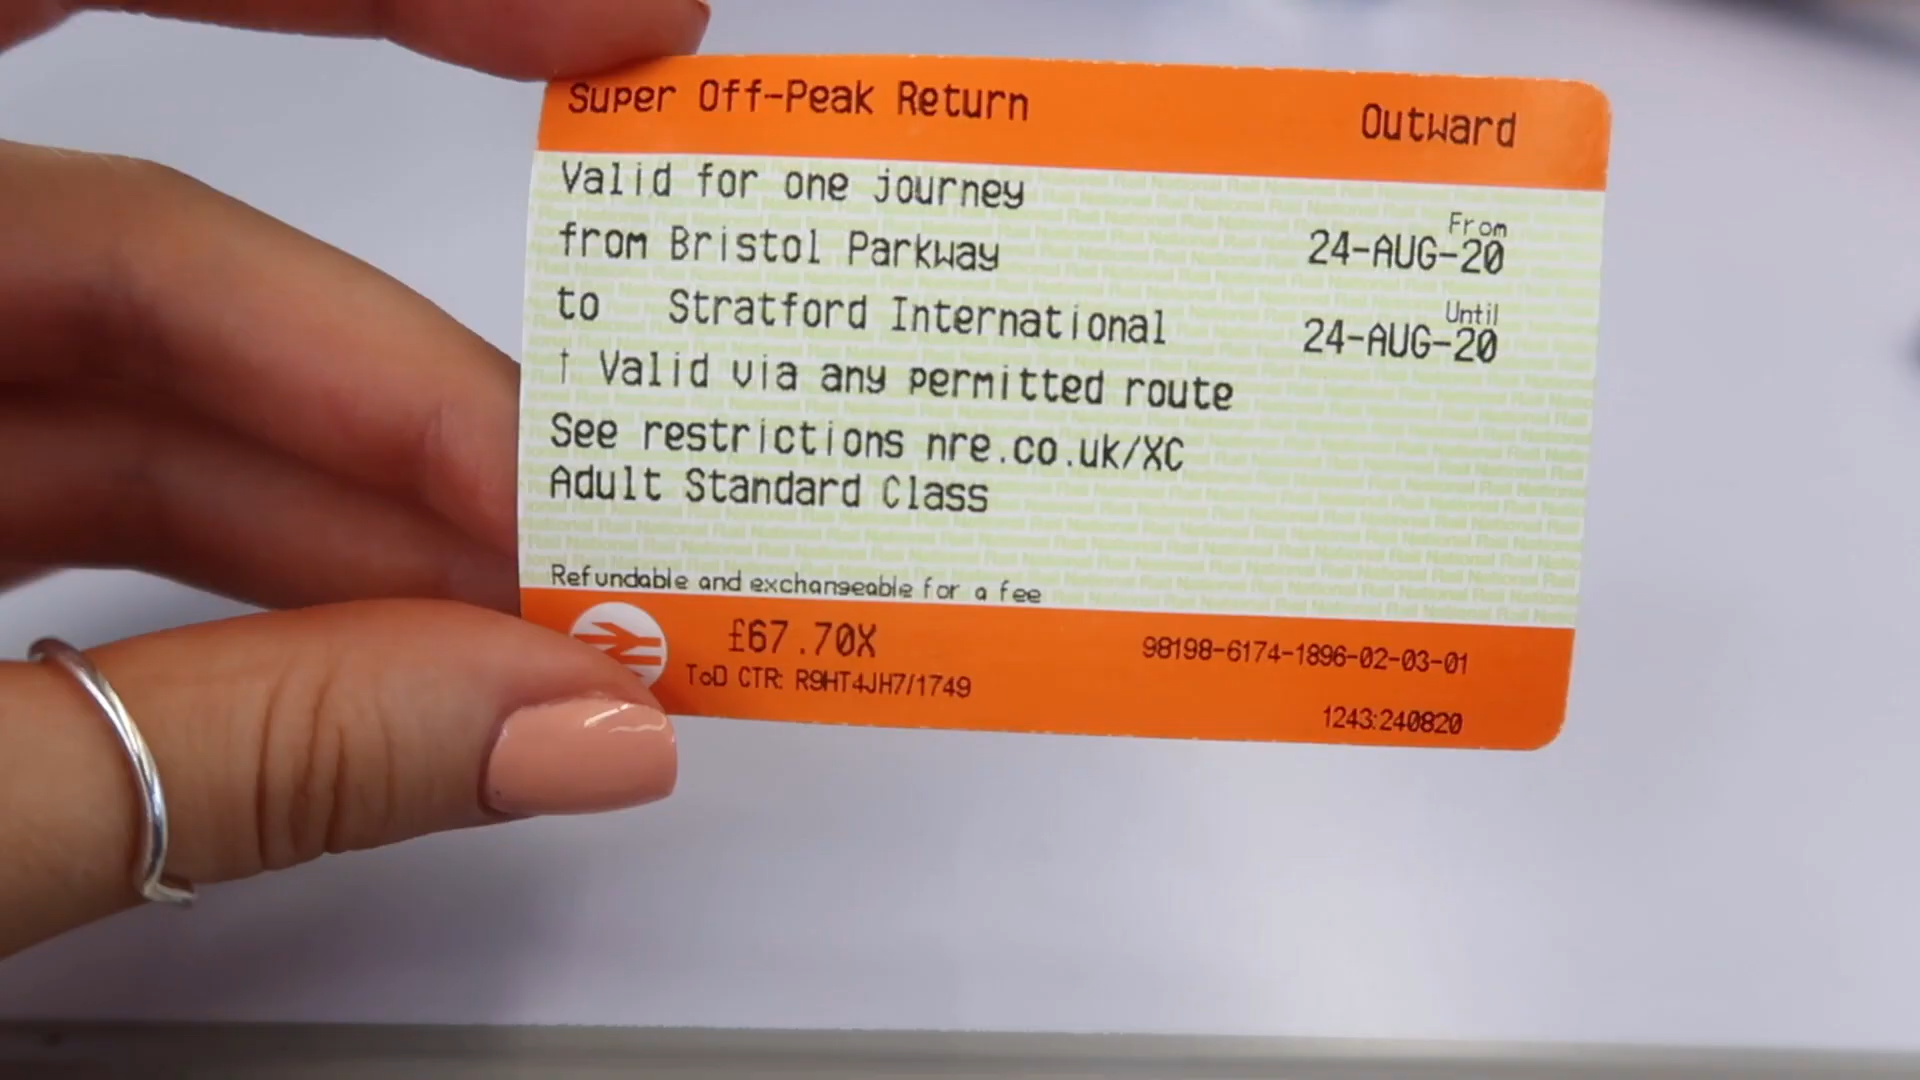 Super Off-Peak Return Outward
Valid for one journey
From
from Bristol Parkway 24-AUG-20
Until
to Stratford International 24-AUG-20
† Valid via any permitted route
See restrictions nre.co.uk/XC
Adult Standard Class
Refundable and exchangeable for a fee
£67.70X 98198-6174-1896-02-03-01
ToD CTR: R9HT4JH7/1749
1243:240820